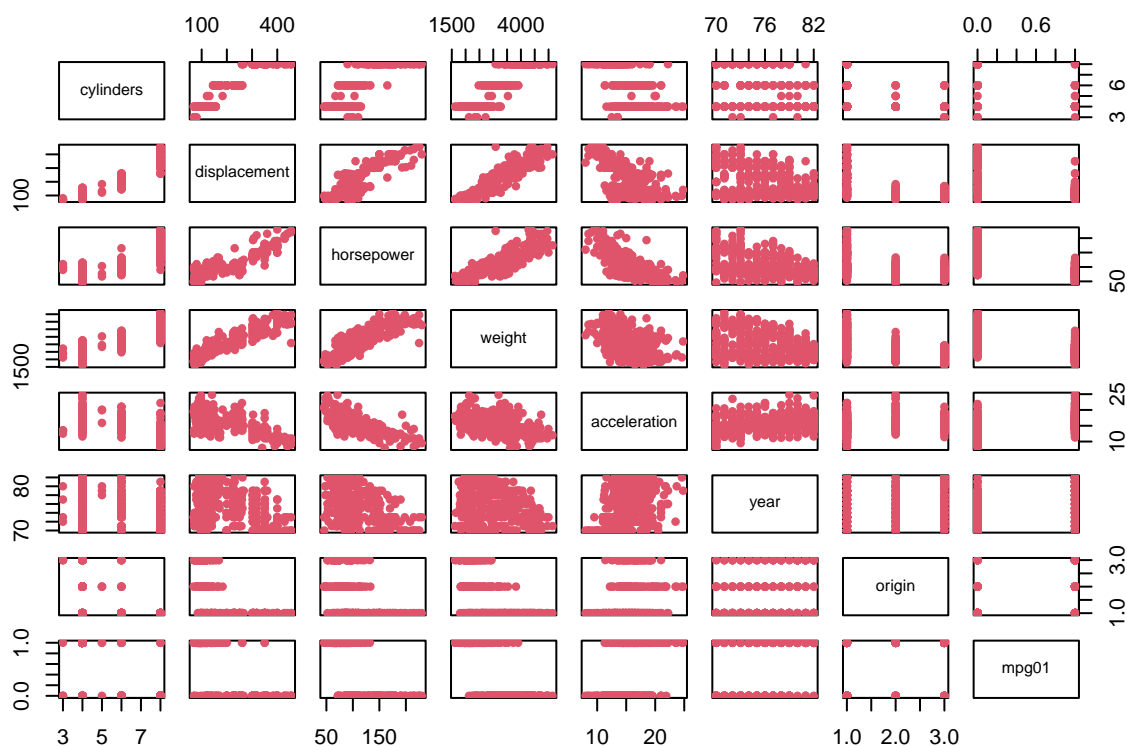 100 400 1500 4000 70 76 82 0.0 0.6
cylinders 3 6
100 displacement
horsepower 50
1500 weight
acceleration 10 25
70 80 year
origin 1.0 3.0
0.0 1.0 mpg01
3 5 7 50 150 10 20 1.0 2.0 3.0